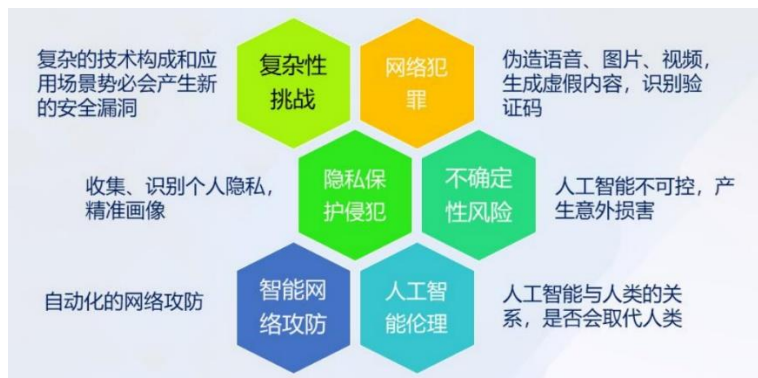 复杂的技术构成和应
用场景势必会产生新
的安全漏洞
复杂性
挑战
网络犯
罪
伪造语音、图片、视频，
生成虚假内容，识别验
证码
收集、识别个人隐私，
精准画像
隐私保
护侵犯
不确定
性风险
人工智能不可控，产
生意外损害
自动化的网络攻防
智能网
络攻防
人工智
能伦理
人工智能与人类的关
系，是否会取代人类